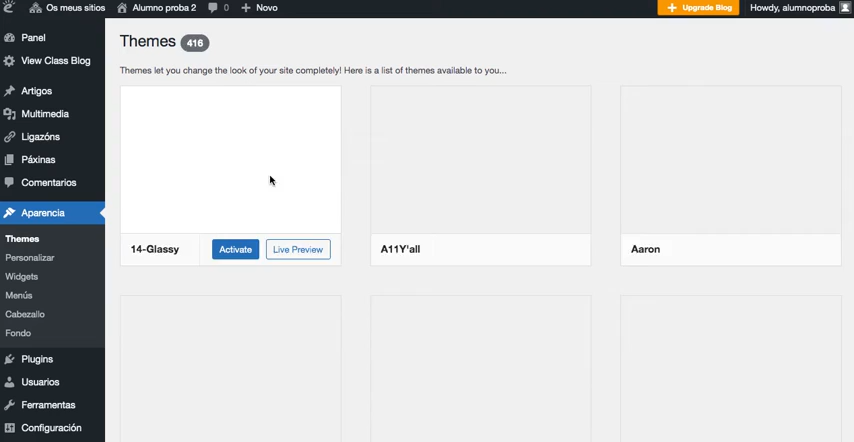 Os meus sitios Alumno proba 2 0 Novo Upgrade Blog Howdy, alumnoproba
Panel
View Class Blog
Artigos
Multimedia
Ligazóns
Páxinas
Comentarios
Aparencia
Themes
Personalizar
Widgets
Menús
Cabezallo
Fondo
Plugins
Usuarios
Ferramentas
Configuración
Themes 416
Themes let you change the look of your site completely! Here is a list of themes available to you...
14-Glassy Activate Live Preview
A11Y'all
Aaron